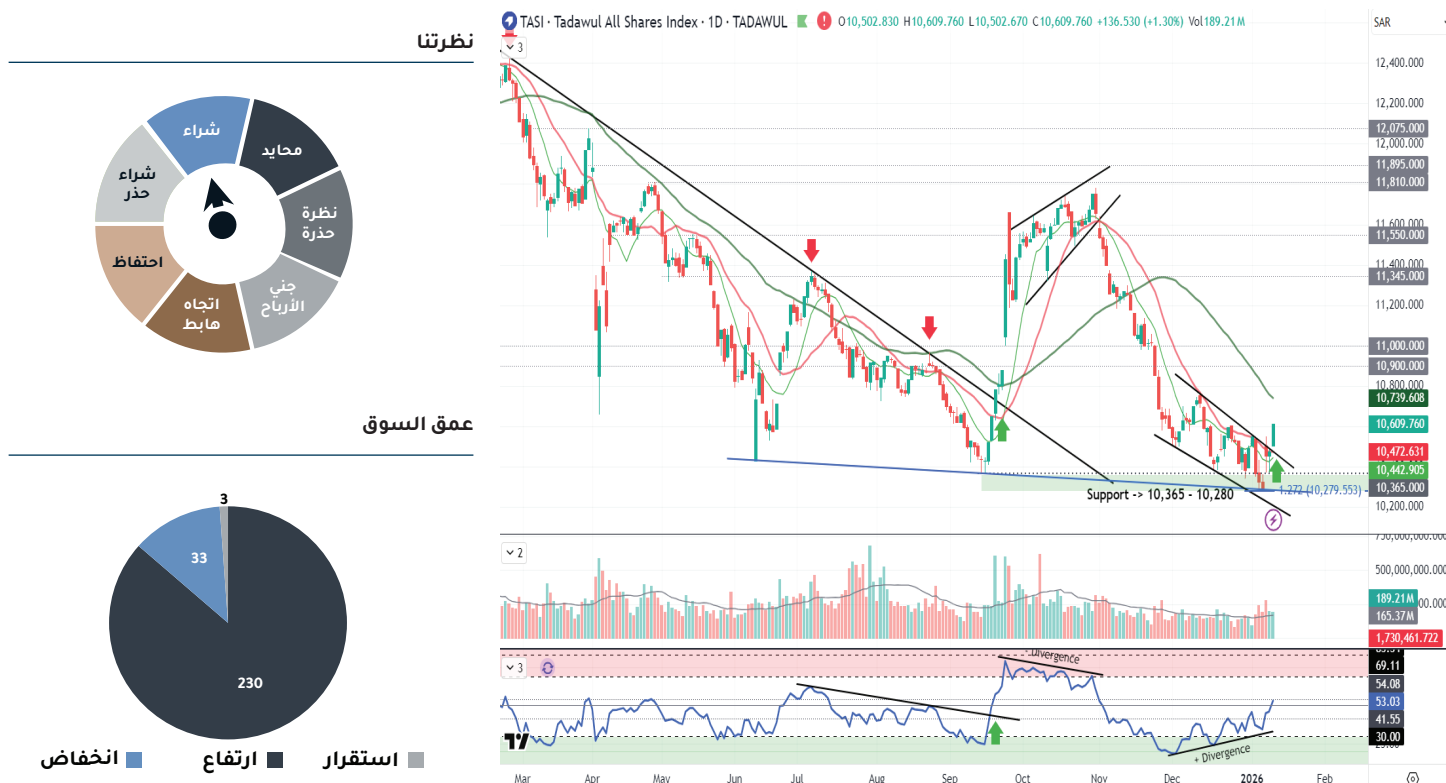 نظرتنا
شراء
محايد
نظرة
حذرة
جني
الأرباح
اتجاه
هابط
احتفاظ
شراء
حذر
عمق السوق
3
33
230
استقرار
ارتفاع
انخفاض
TASI · Tadawul All Shares Index · 1D · TADAWUL O10,502.830 H10,609.760 L10,502.670 C10,609.760 +136.530 (+1.30%) Vol189.21M
SAR
3
12,400.000
12,200.000
12,075.000
12,000.000
11,895.000
11,810.000
11,600.000
11,550.000
11,400.000
11,345.000
11,200.000
11,000.000
10,900.000
10,800.000
10,739.608
10,609.760
10,472.631
10,442.905
10,365.000
10,200.000
1.272 (10,279.553)
Support -> 10,365 - 10,280
2
500,000,000.000
189.21M
165.37M
1,730,461.722
3
- Divergence
69.11
54.08
53.03
41.55
30.00
+ Divergence
Mar Apr May Jun Jul Aug Sep Oct Nov Dec 2026 Feb